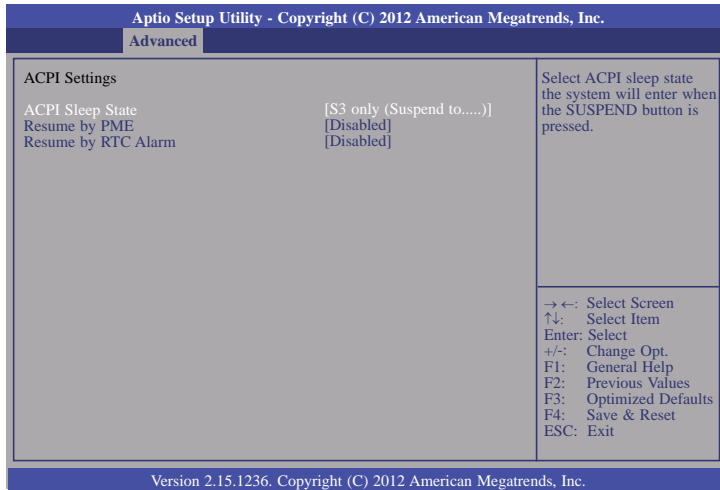 Aptio Setup Utility - Copyright (C) 2012 American Megatrends, Inc.
Advanced
ACPI Settings
ACPI Sleep State [S3 only (Suspend to.....)]
Resume by PME [Disabled]
Resume by RTC Alarm [Disabled]
Select ACPI sleep state
the system will enter when
the SUSPEND button is
pressed.
→ ←: Select Screen
↑↓: Select Item
Enter: Select
+/-: Change Opt.
F1: General Help
F2: Previous Values
F3: Optimized Defaults
F4: Save & Reset
ESC: Exit
Version 2.15.1236. Copyright (C) 2012 American Megatrends, Inc.